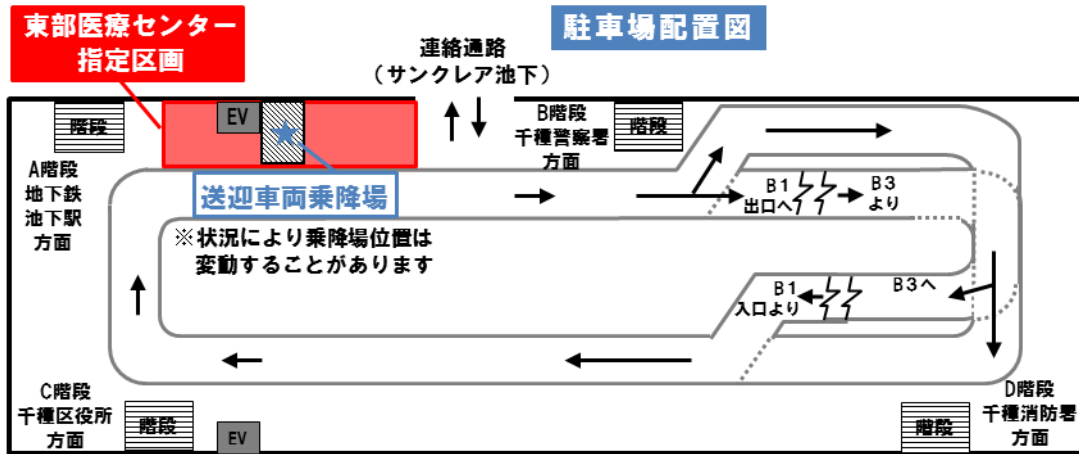 東部医療センター
指定区画
駐車場配置図
連絡通路
（サンクレア池下）
階段
EV
B階段
千種警察署
方面
階段
A階段
地下鉄
池下駅
方面
送迎車両乗降場
※状況により乗降場位置は
変動することがあります
B1
出口へ
B3
より
B1
入口より
B3へ
C階段
千種区役所
方面
階段
EV
階段
D階段
千種消防署
方面